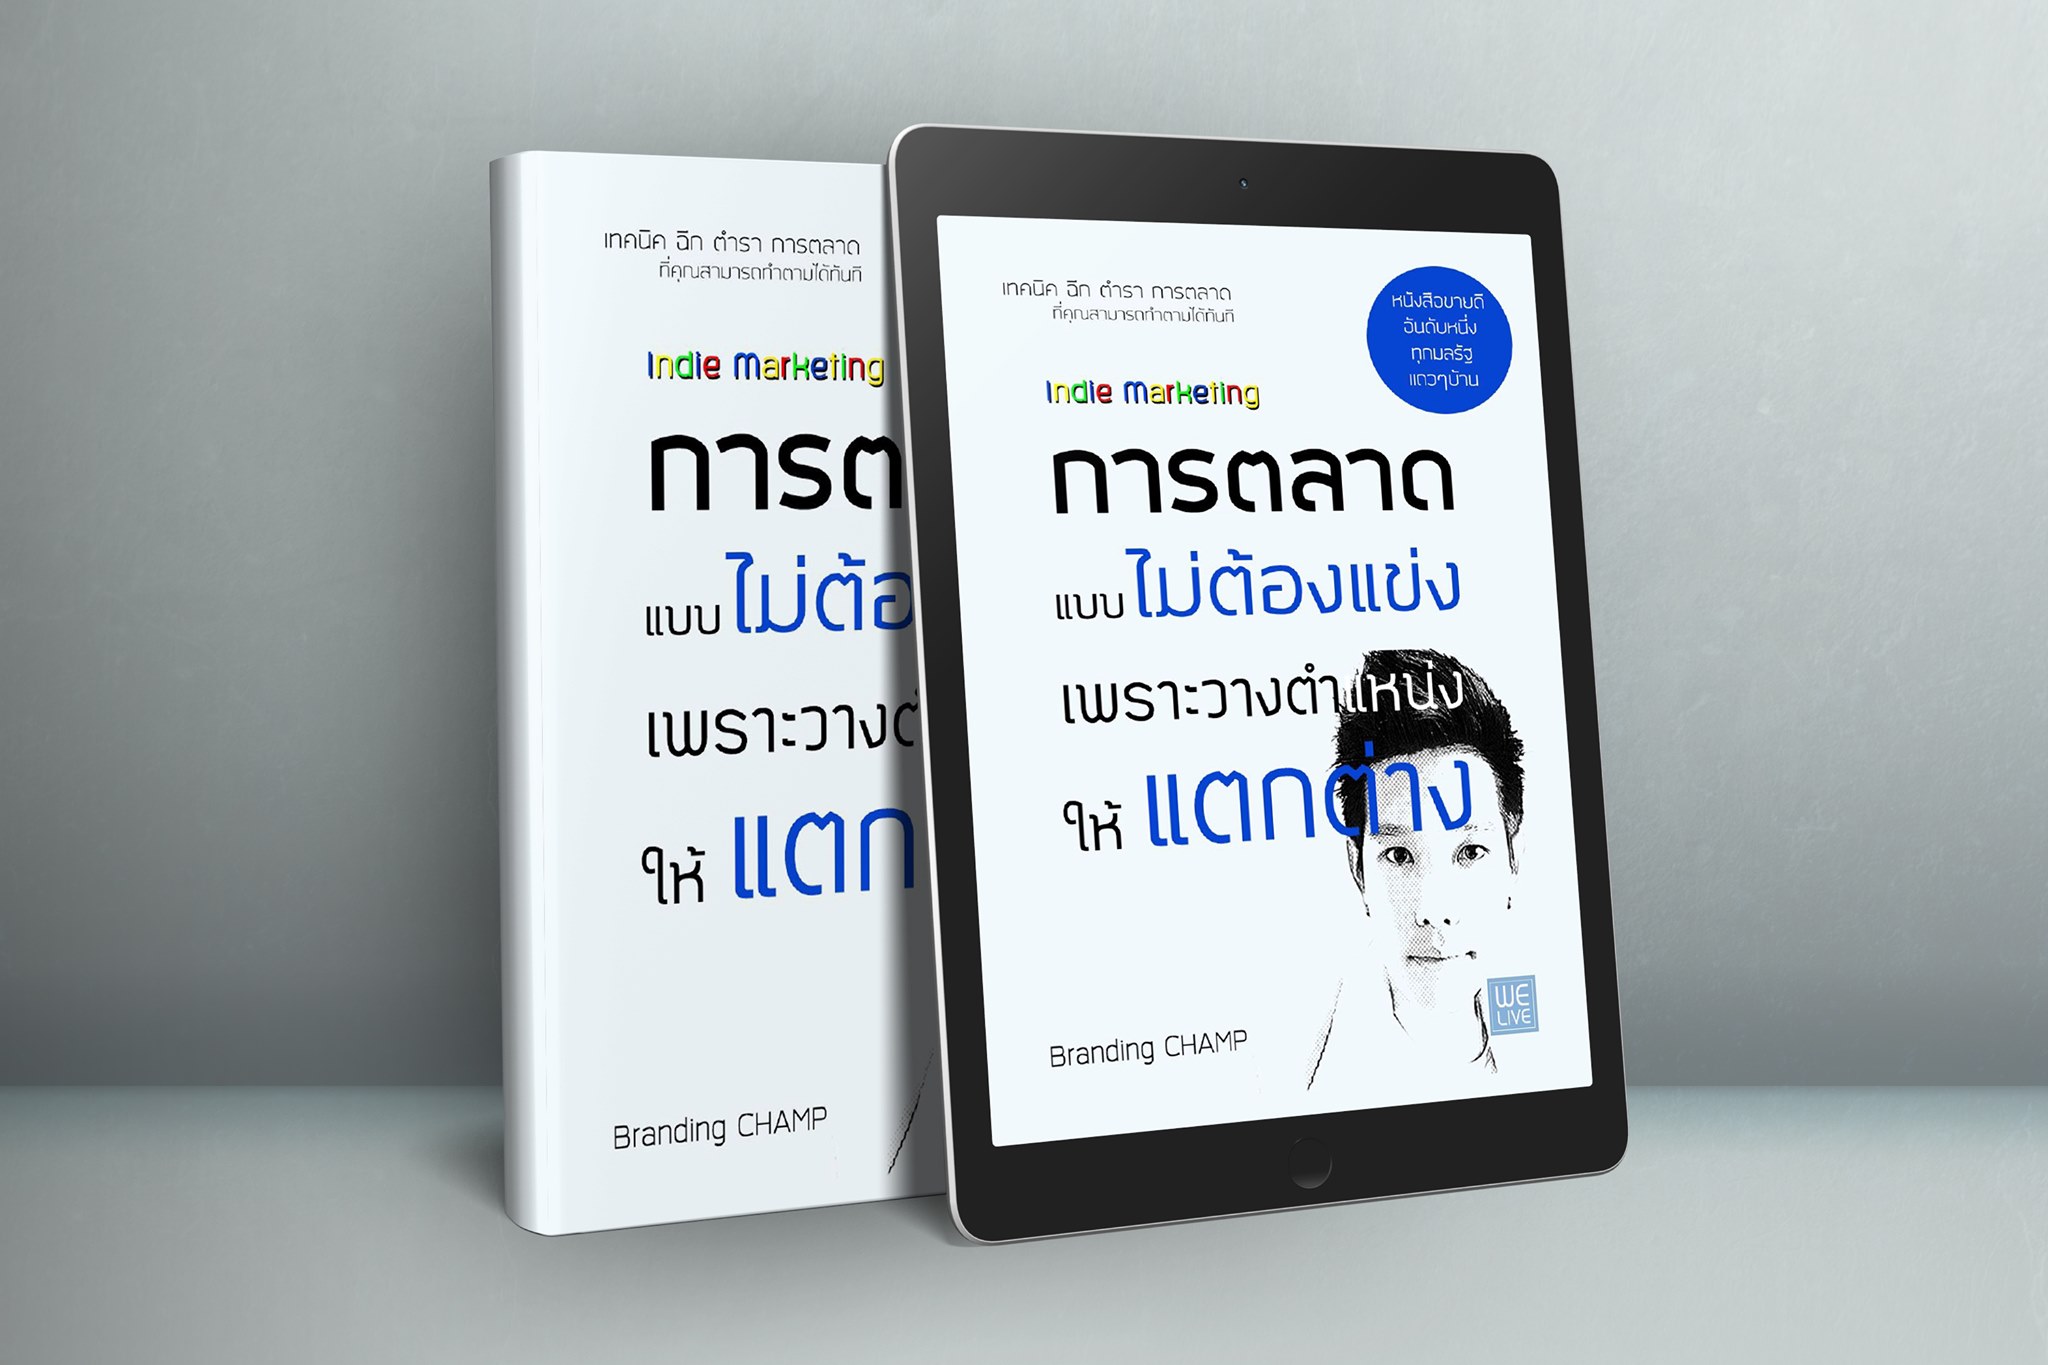 เทคนิค ฉีก ตำรา การตลาด
ที่คุณสามารถทำตามได้ทันที
Indie Marketing
การต
แบบ ไม่ต้อ
เพราะวางตำ
ให้ แตก
Branding CHAMP
เทคนิค ฉีก ตำรา การตลาด
ที่คุณสามารถทำตามได้ทันที
หนังสือขายดี
อันดับหนึ่ง
ทุกมลรัฐ
แถวๆบ้าน
Indie Marketing
การตลาด
แบบ ไม่ต้องแข่ง
เพราะวางตำแหน่ง
ให้ แตกต่าง
WE
LIVE
Branding CHAMP